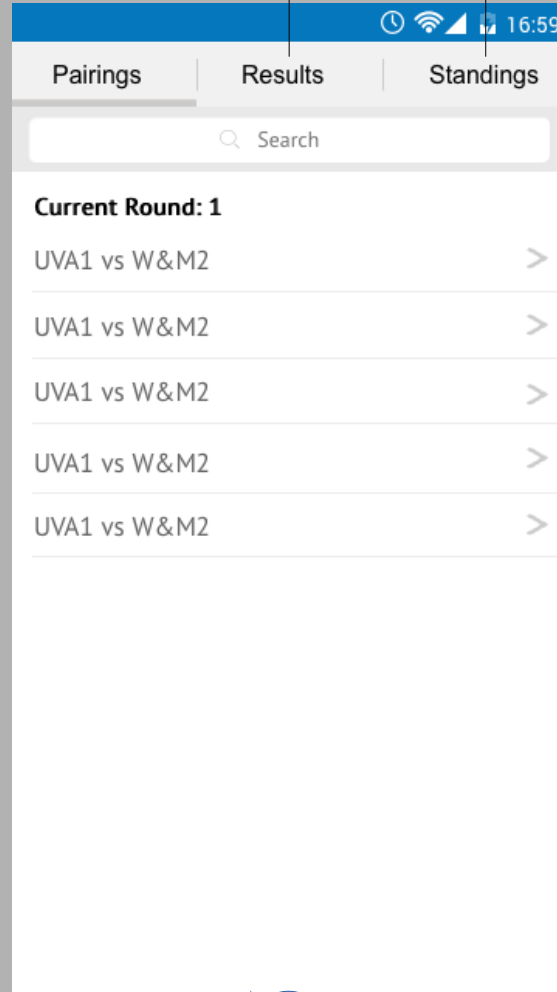 16:59
Pairings Results Standings
Search
Current Round: 1
UVA1 vs W&M2 >
UVA1 vs W&M2 >
UVA1 vs W&M2 >
UVA1 vs W&M2 >
UVA1 vs W&M2 >